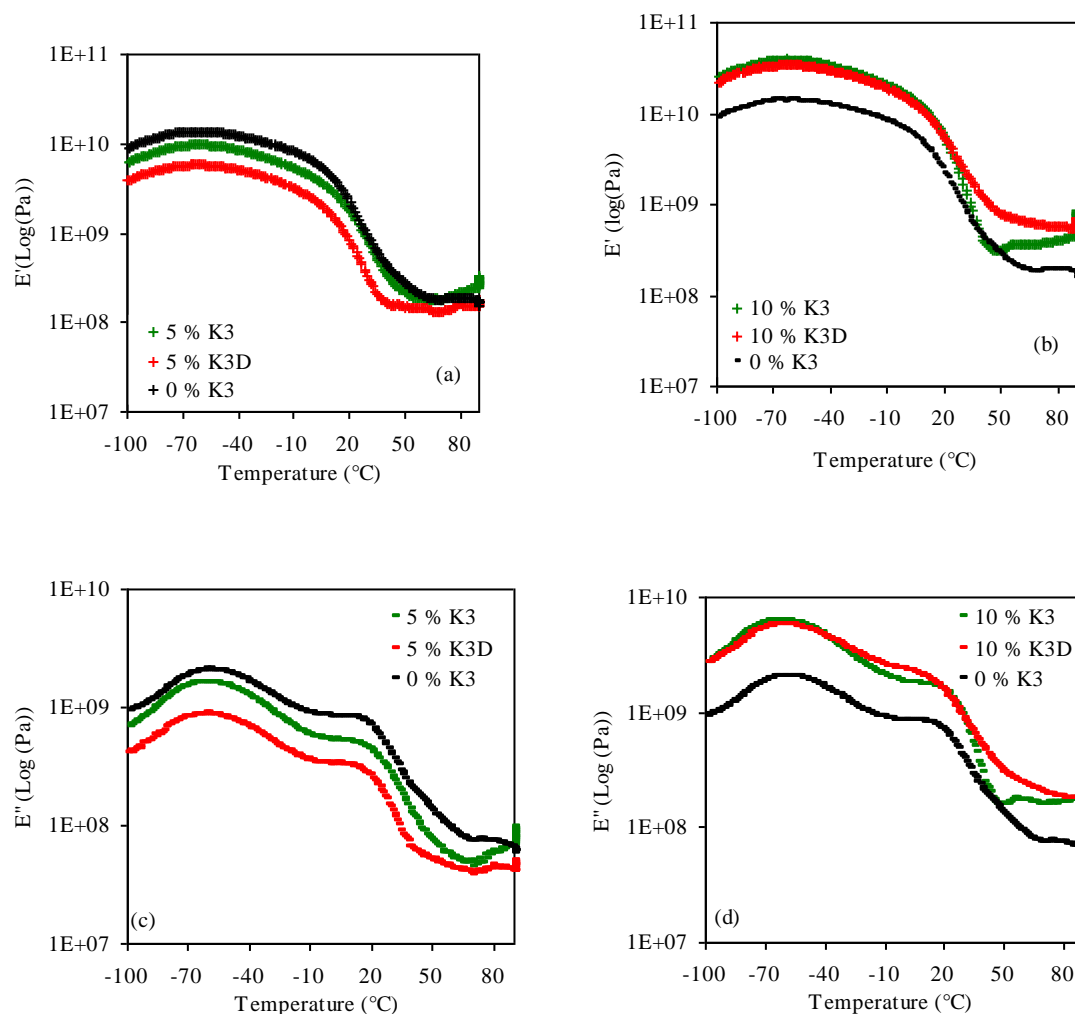 1E+11
1E+10
1E+09
1E+08
1E+07
E'(Log(Pa))
5 % K3
5 % K3D
0 % K3
(a)
-100 -70 -40 -10 20 50 80
Temperature (°C)
1E+11
1E+10
1E+09
1E+08
1E+07
E' (log(Pa))
10 % K3
10 % K3D
0 % K3
(b)
-100 -70 -40 -10 20 50 80
Temperature (°C)
1E+10
1E+09
1E+08
1E+07
E" (Log (Pa))
5 % K3
5 % K3D
0 % K3
(c)
-100 -70 -40 -10 20 50 80
Temperature (°C)
1E+10
1E+09
1E+08
1E+07
E" (Log (Pa))
10 % K3
10 % K3D
0 % K3
(d)
-100 -70 -40 -10 20 50 80
Temperature (°C)